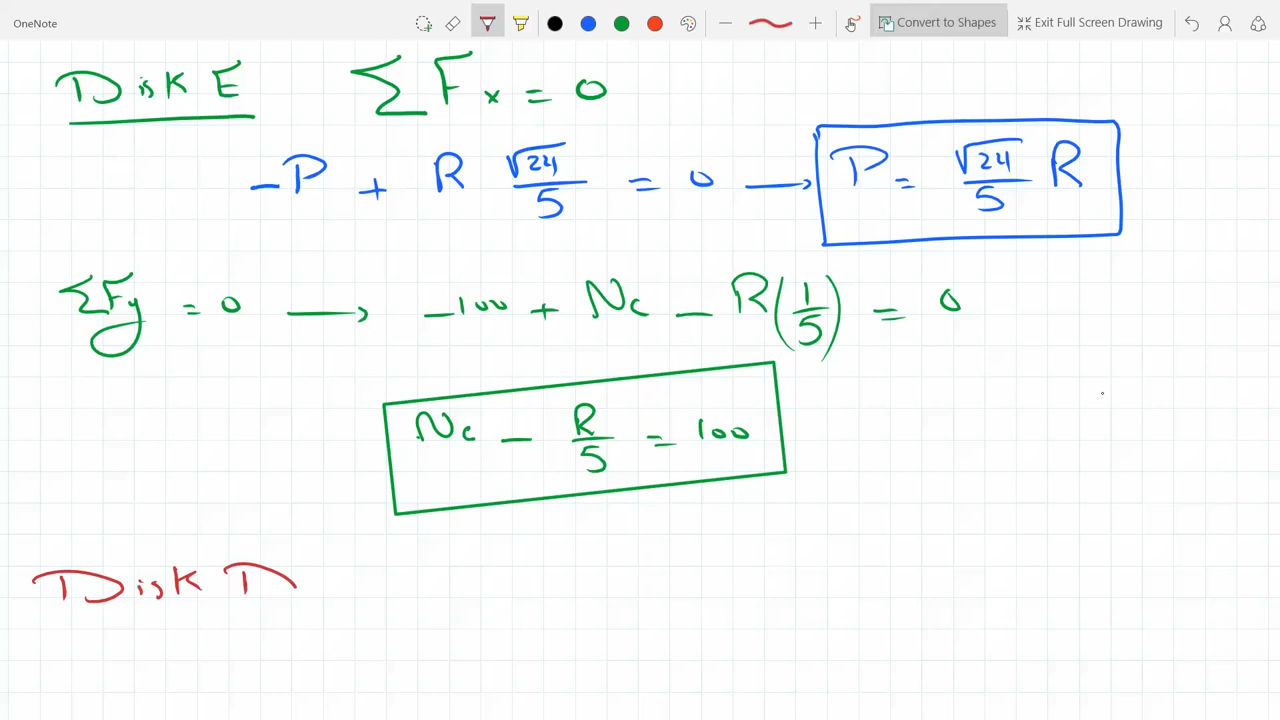 OneNote
Convert to Shapes
Exit Full Screen Drawing
Disk E ΣFx = 0
-P + R √24/5 = 0 → P = √24/5 R
ΣFy = 0 → -100 + Nc - R(1/5) = 0
Nc - R/5 = 100
Disk D